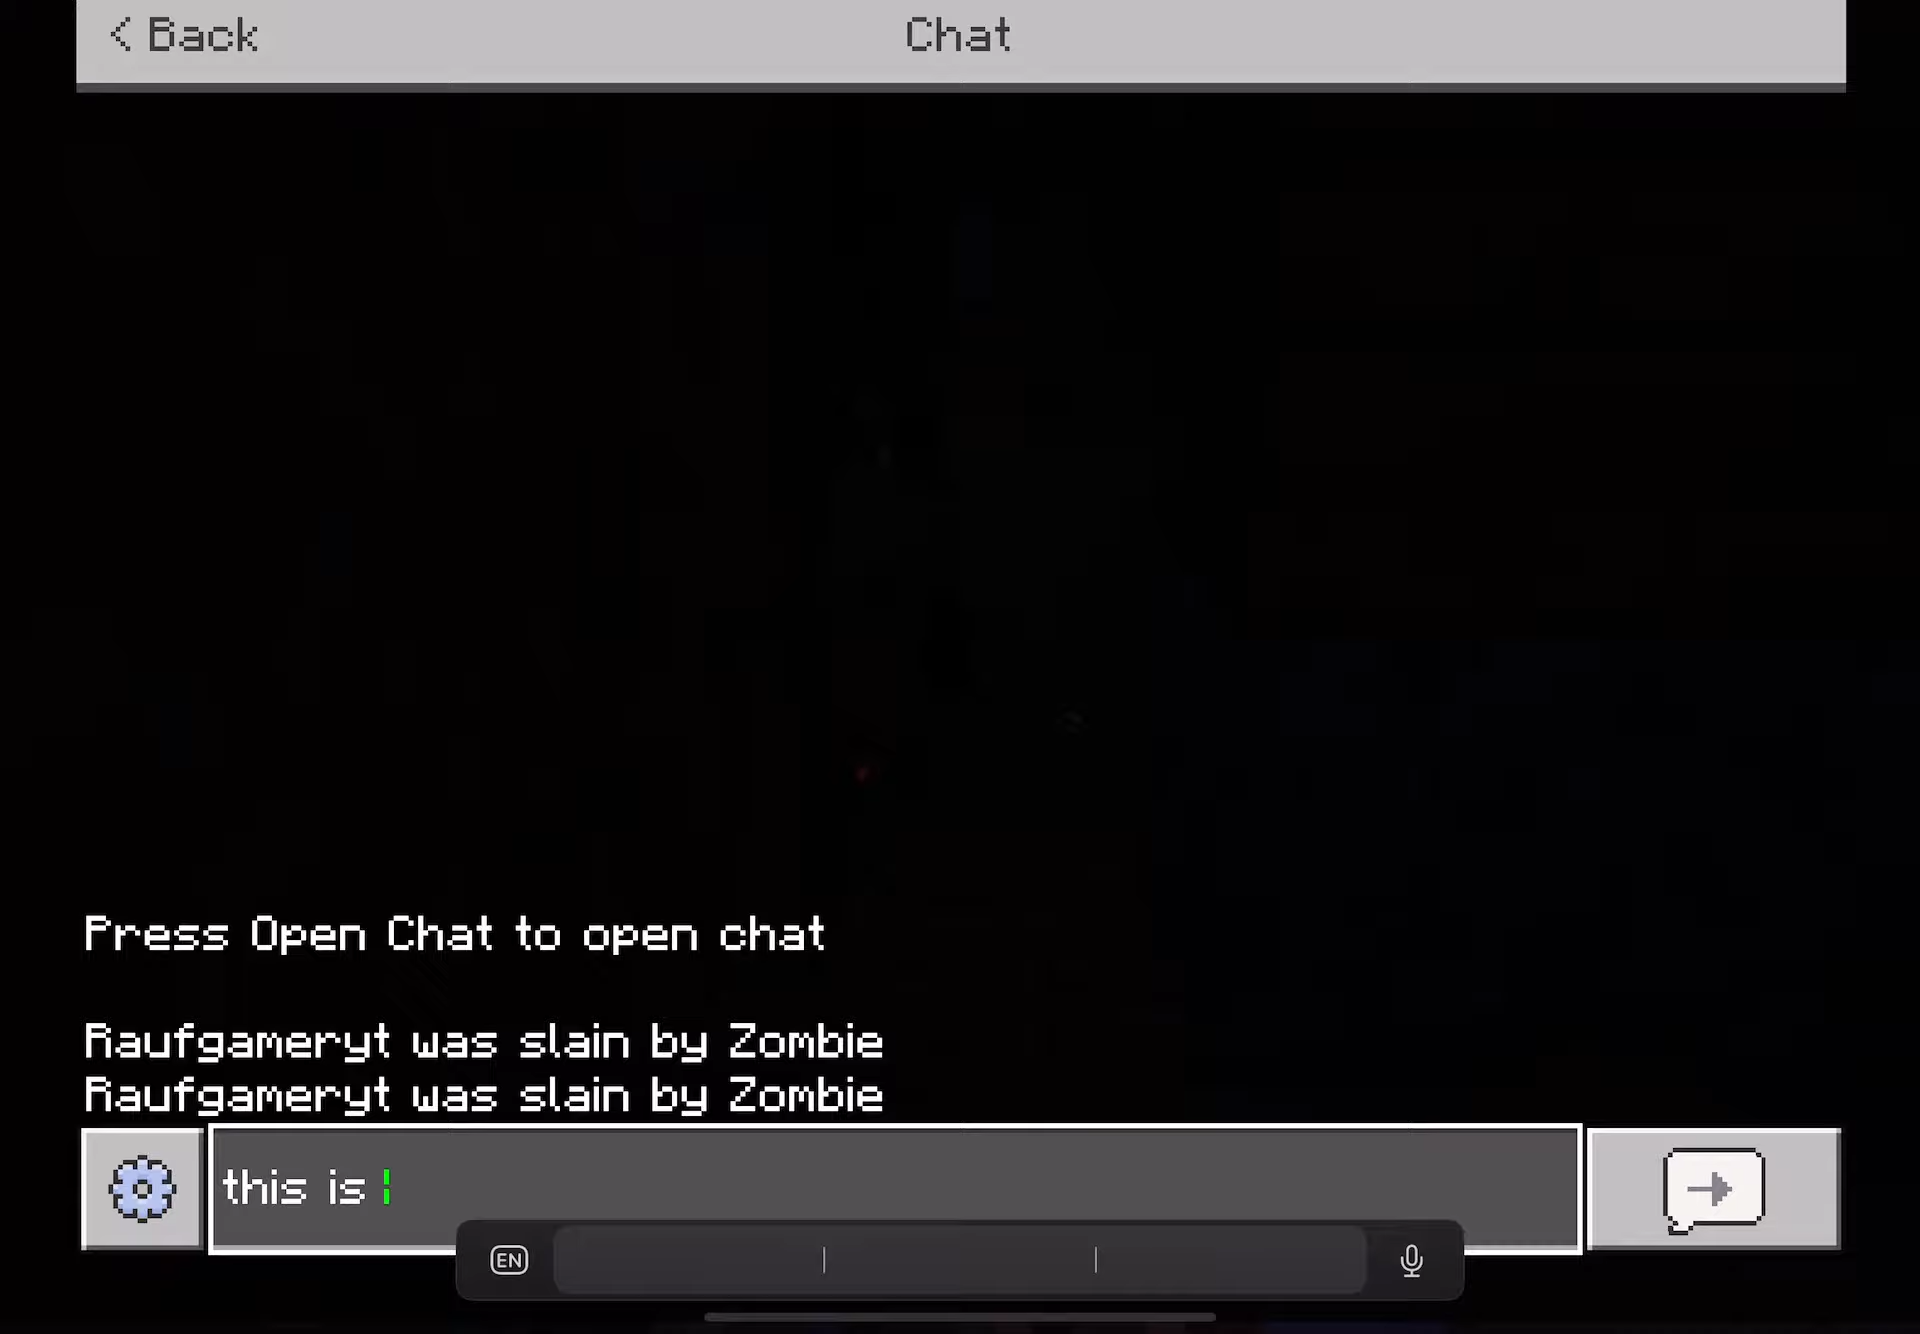 < Back
Chat
Press Open Chat to open chat
Raufgameryt was slain by Zombie
Raufgameryt was slain by Zombie
this is
EN